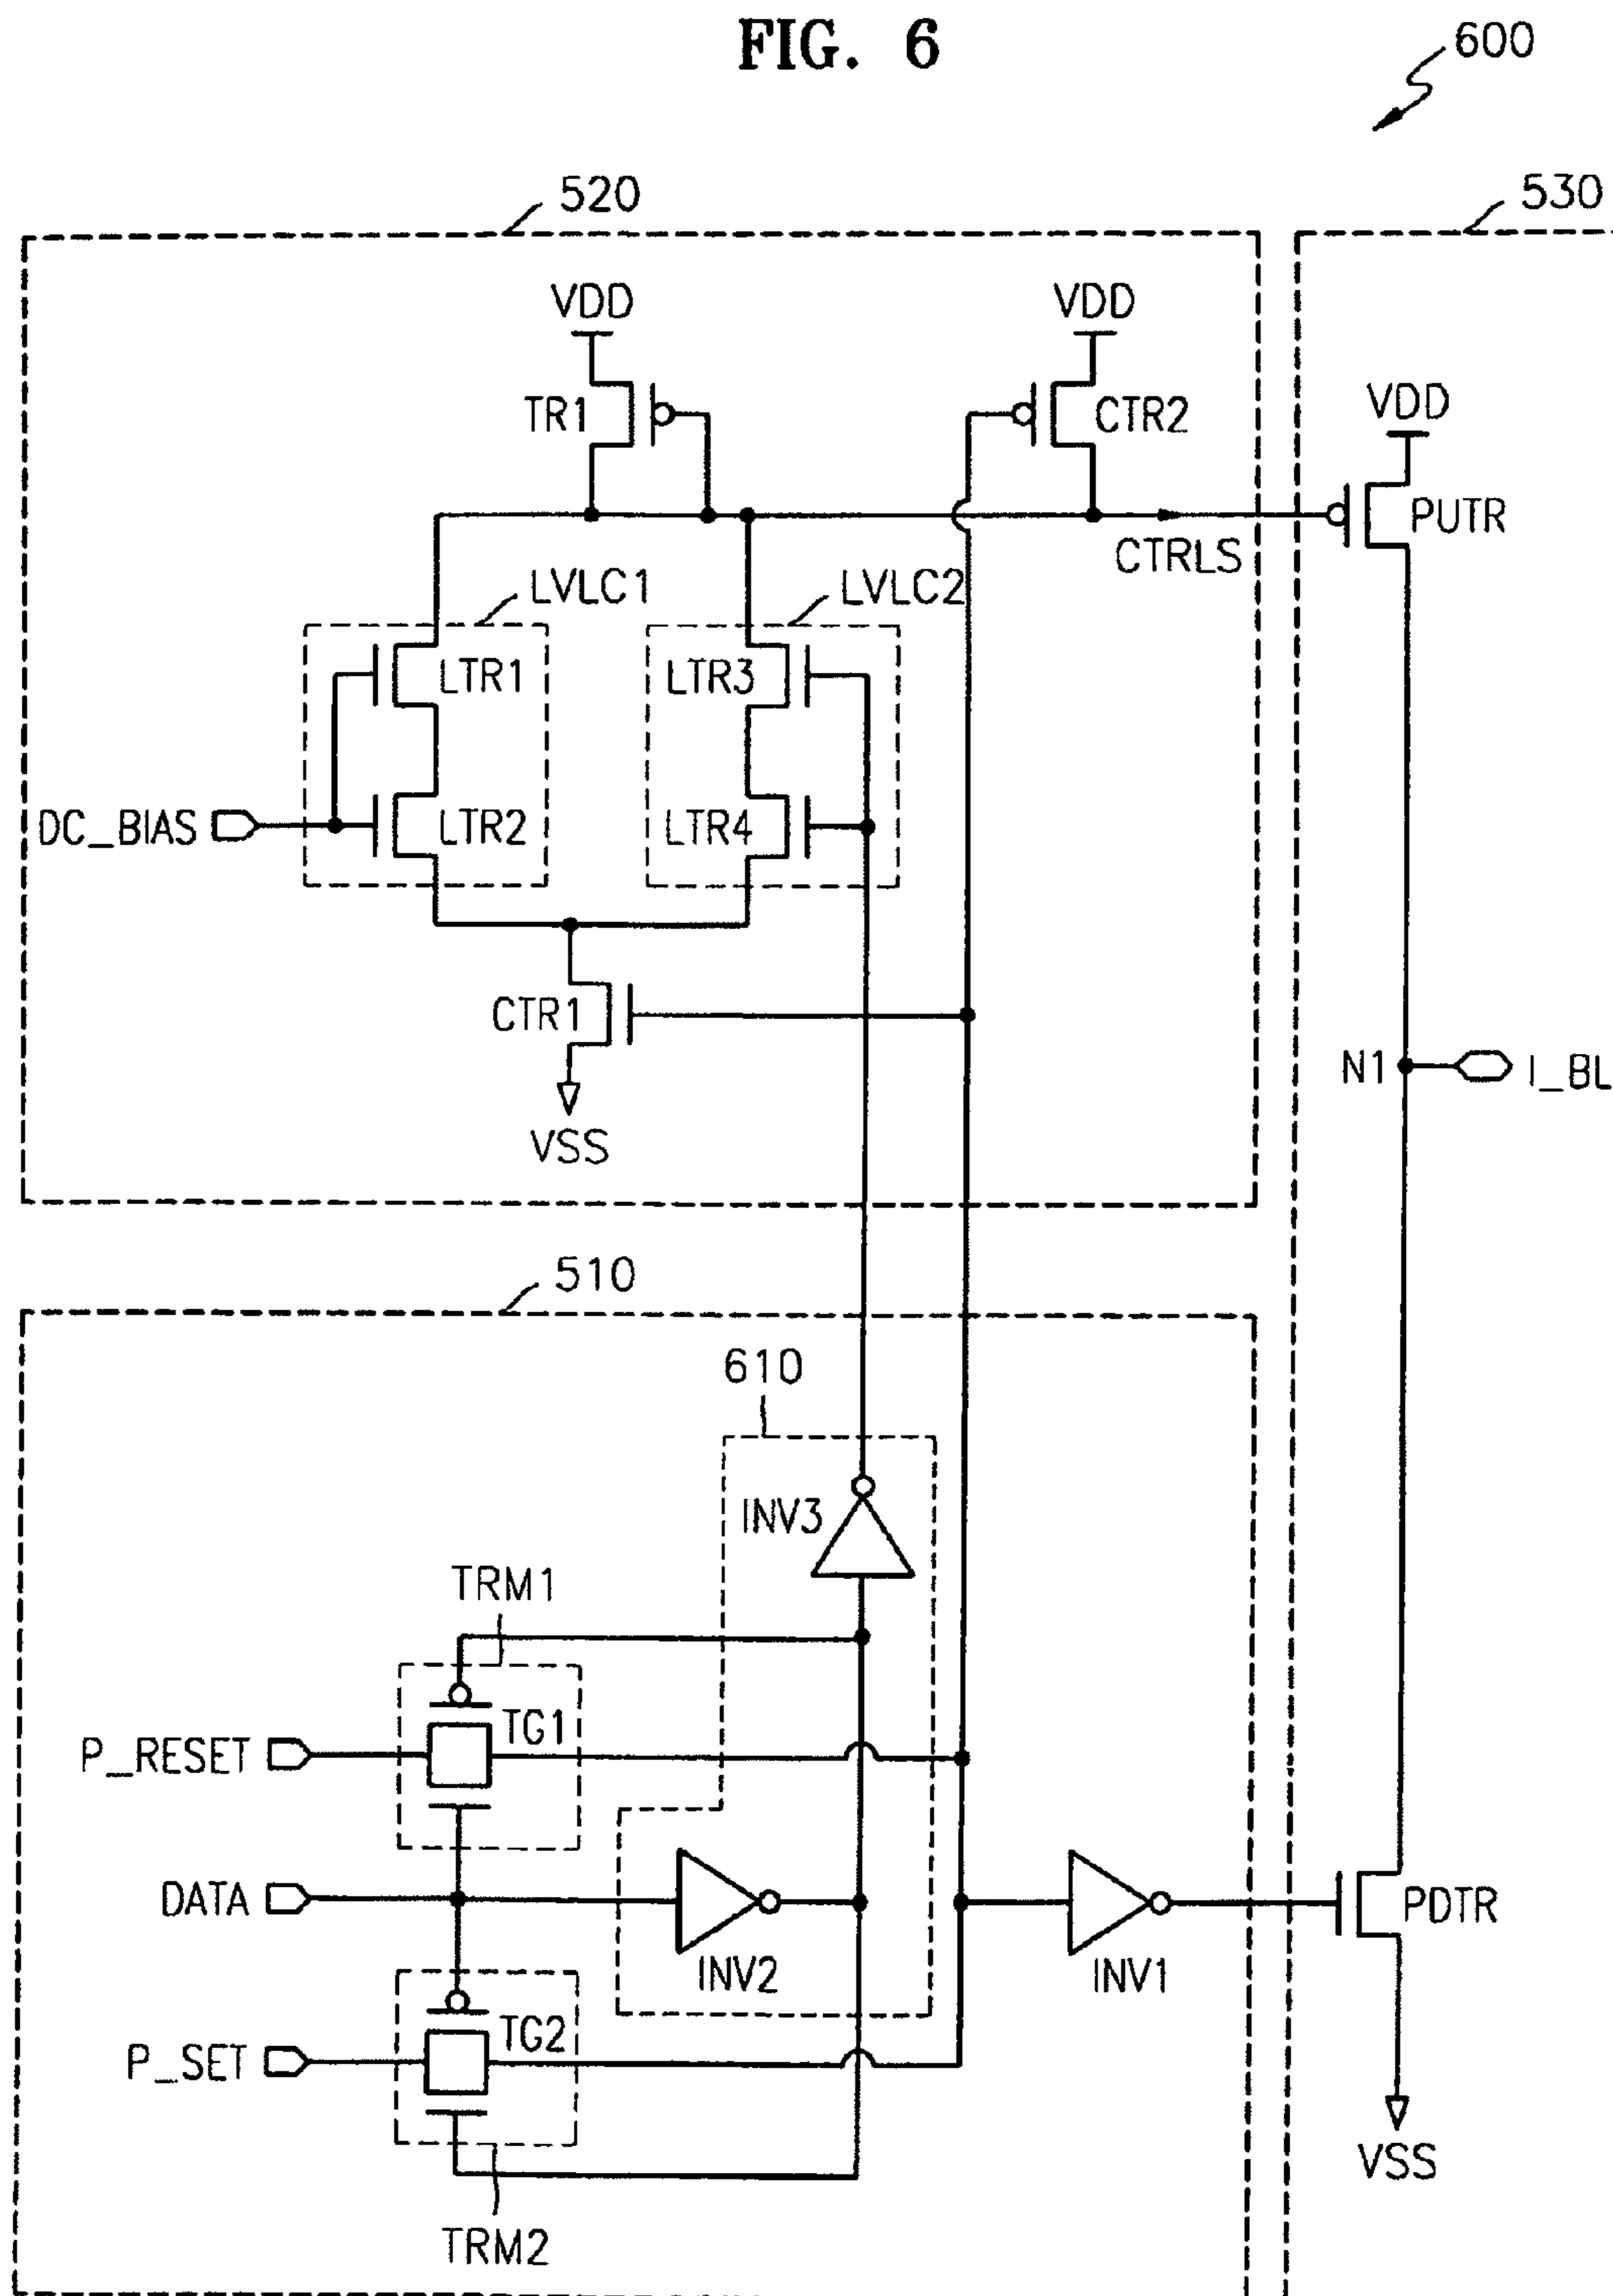 FIG. 6
600
520
530
VDD
VDD
TR1
CTR2
VDD
PUTR
CTRLS
LVLC1
LVLC2
LTR1
LTR3
DC_BIAS
LTR2
LTR4
CTR1
N1
I_BL
VSS
510
610
INV3
TRM1
TG1
P_RESET
DATA
PDTR
INV2
INV1
TG2
P_SET
VSS
TRM2